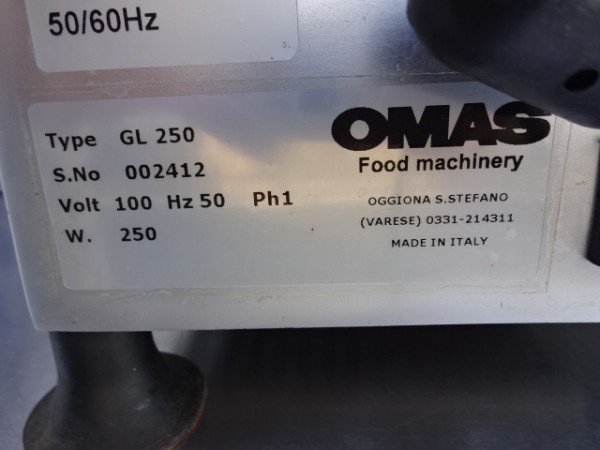 50/60Hz
GL
Type GL 250
S.No 002412
Volt 100 Hz 50 Ph1
W. 250
OMAS
Food machinery
OGGIONA S.STEFANO
(VARESE) 0331-214311
MADE IN ITALY